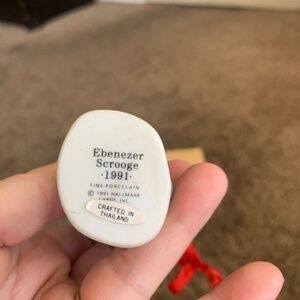 Ebenezer
Scrooge
·1991·
FINE PORCELAIN
© 1991 HALLMARK
CARDS, INC.
CRAFTED IN
THAILAND